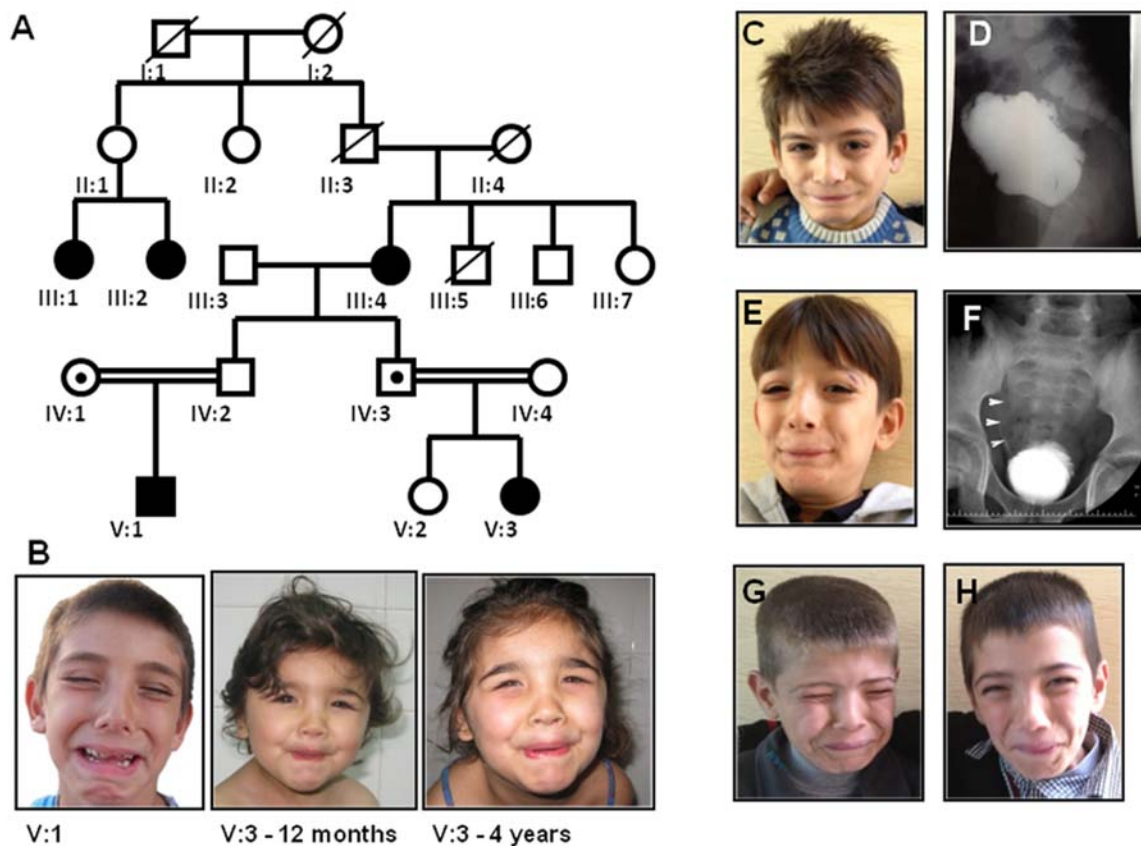 A
I:1 I:2
II:1 II:2 II:3 II:4
III:1 III:2 III:3 III:4 III:5 III:6 III:7
IV:1 IV:2 IV:3 IV:4
V:1 V:2 V:3
B
V:1 V:3 - 12 months V:3 - 4 years
C D
E F
G H